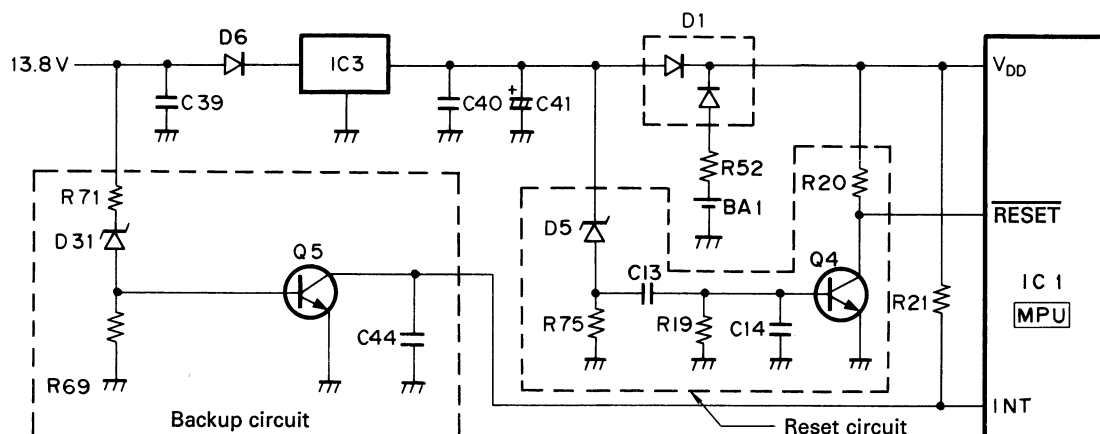 D1
D6
13.8 V
IC3
VDD
C39
C40
+
C41
R52
R20
R71
BA1
RESET
D31
D5
Q5
Q4
C13
IC1
R21
MPU
R75
R19
C14
C44
R69
INT
Backup circuit
Reset circuit